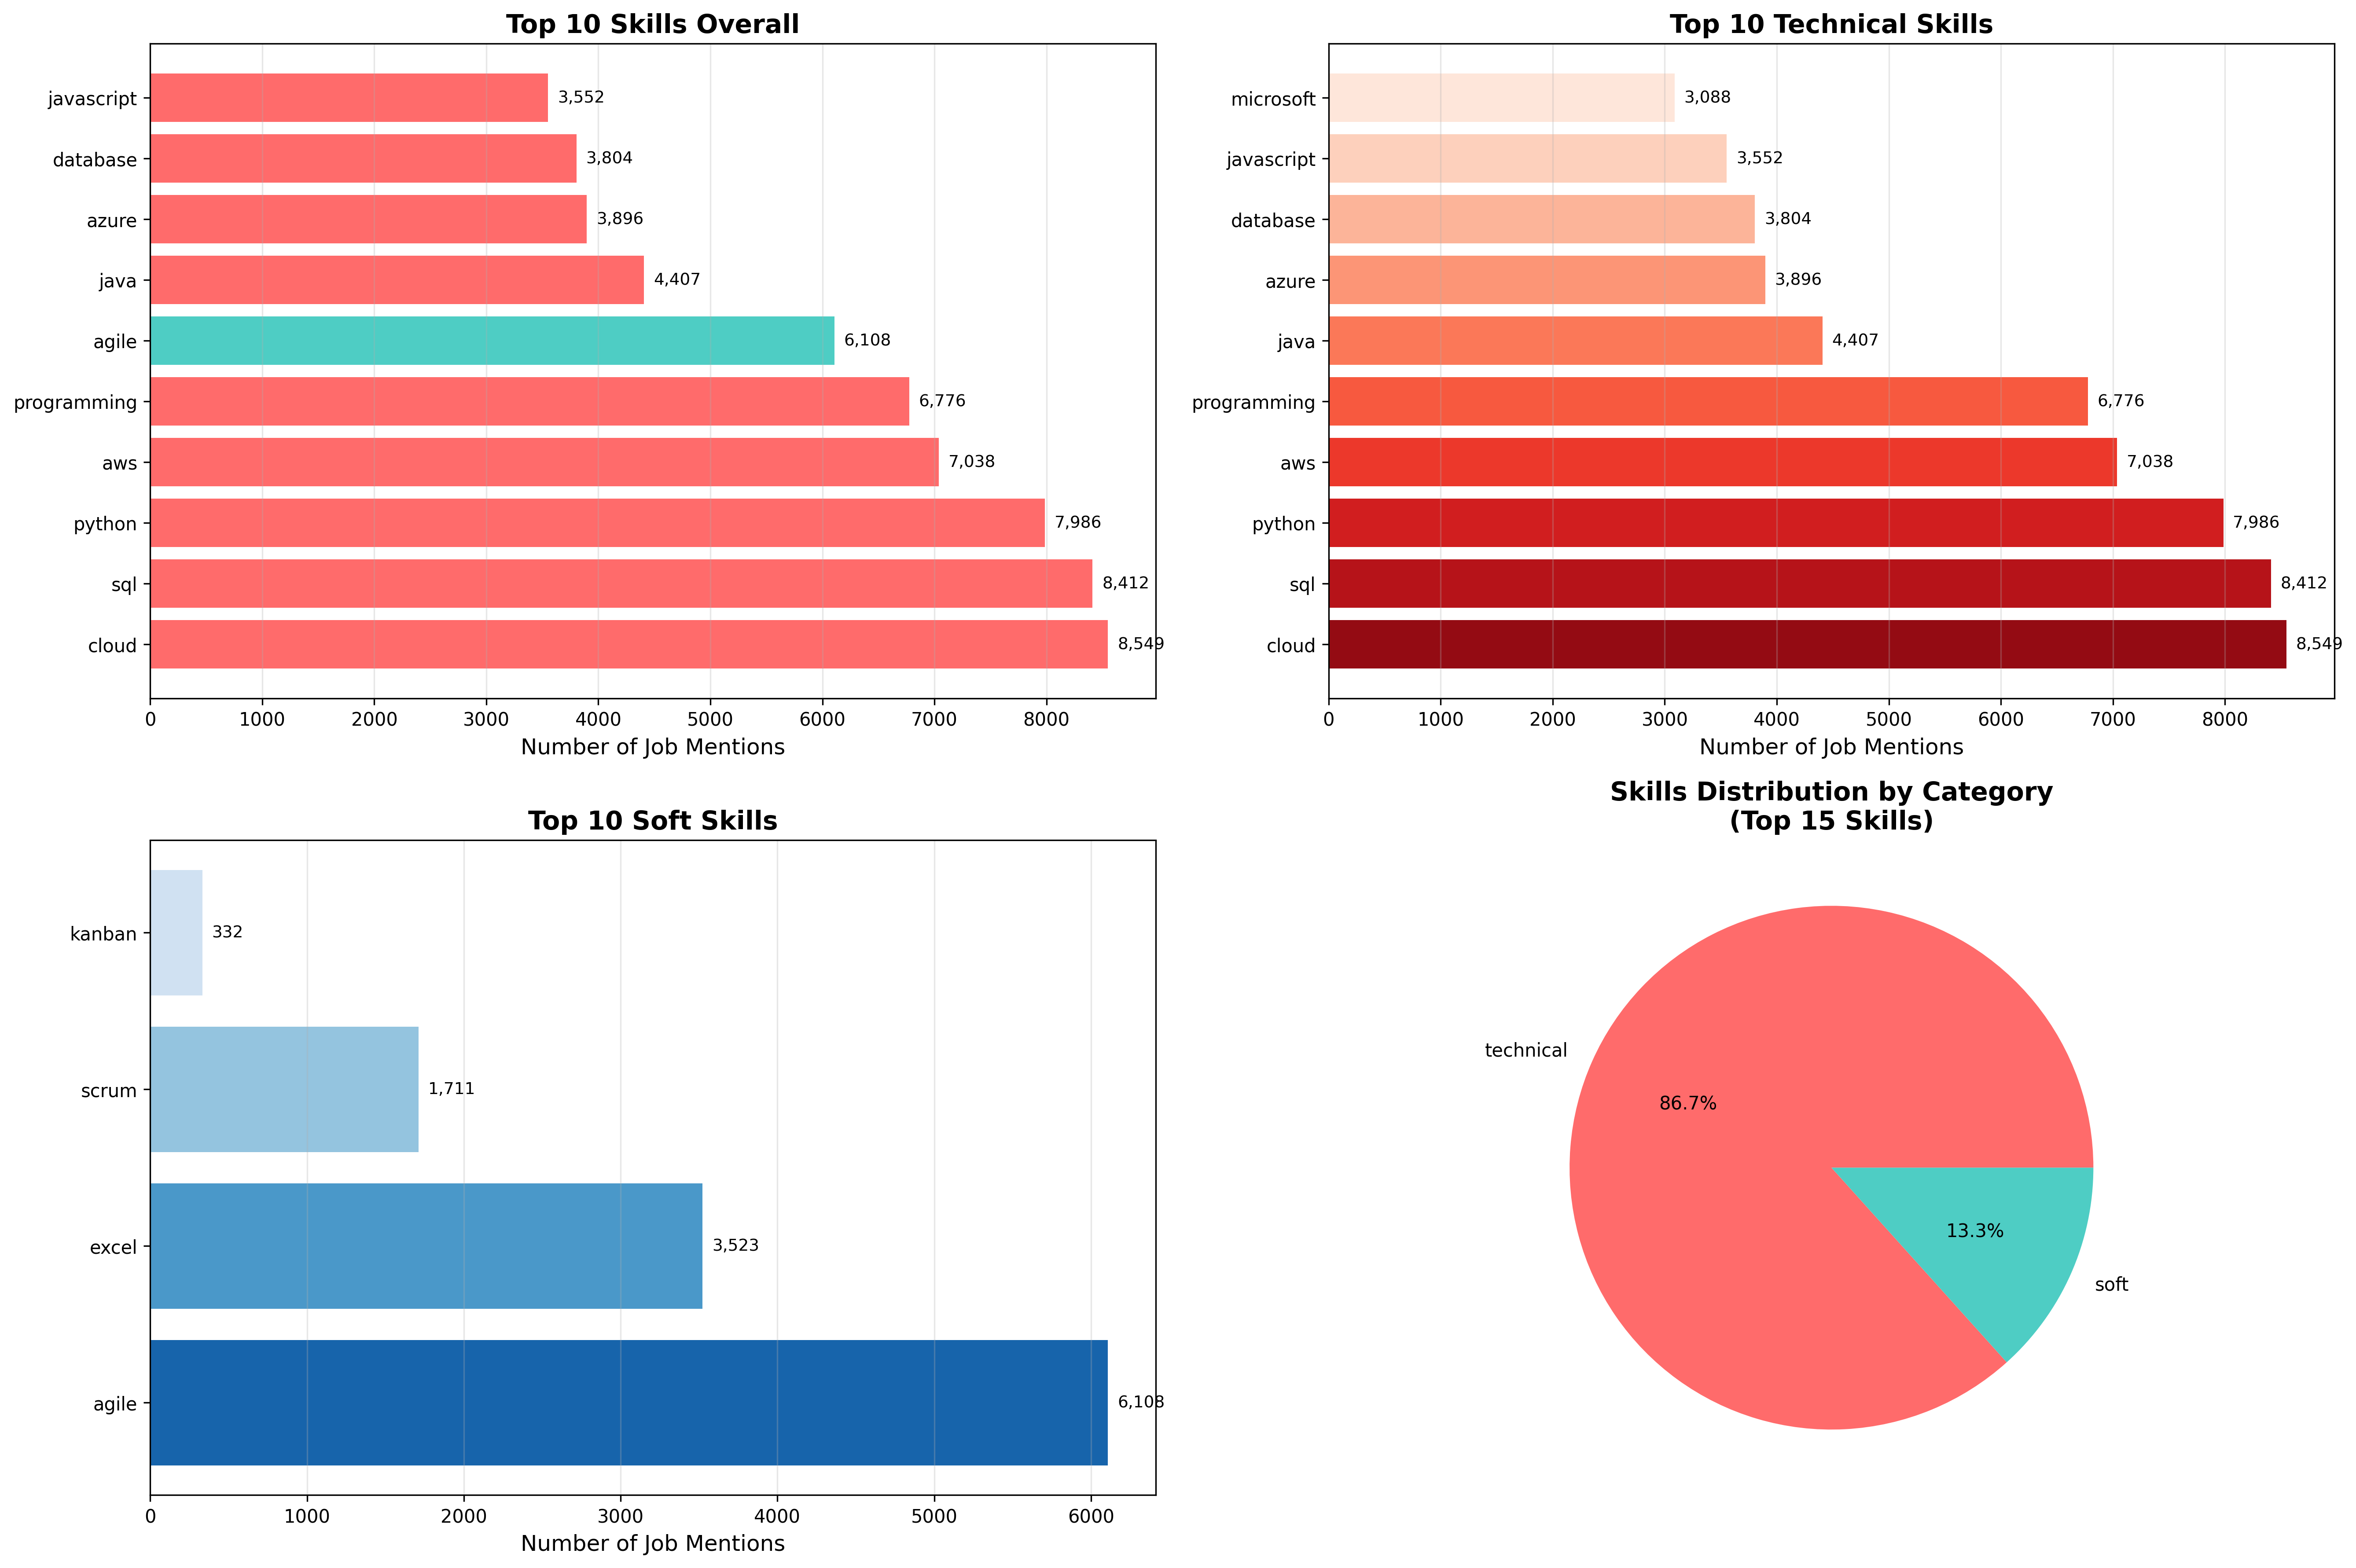 Top 10 Skills Overall
javascript 3,552
database 3,804
azure 3,896
java 4,407
agile 6,108
programming 6,776
aws 7,038
python 7,986
sql 8,412
cloud 8,549
0 1000 2000 3000 4000 5000 6000 7000 8000
Number of Job Mentions
Top 10 Technical Skills
microsoft 3,088
javascript 3,552
database 3,804
azure 3,896
java 4,407
programming 6,776
aws 7,038
python 7,986
sql 8,412
cloud 8,549
0 1000 2000 3000 4000 5000 6000 7000 8000
Number of Job Mentions
Top 10 Soft Skills
kanban 332
scrum 1,711
excel 3,523
agile 6,108
0 1000 2000 3000 4000 5000 6000
Number of Job Mentions
Skills Distribution by Category
(Top 15 Skills)
technical
86.7%
13.3%
soft